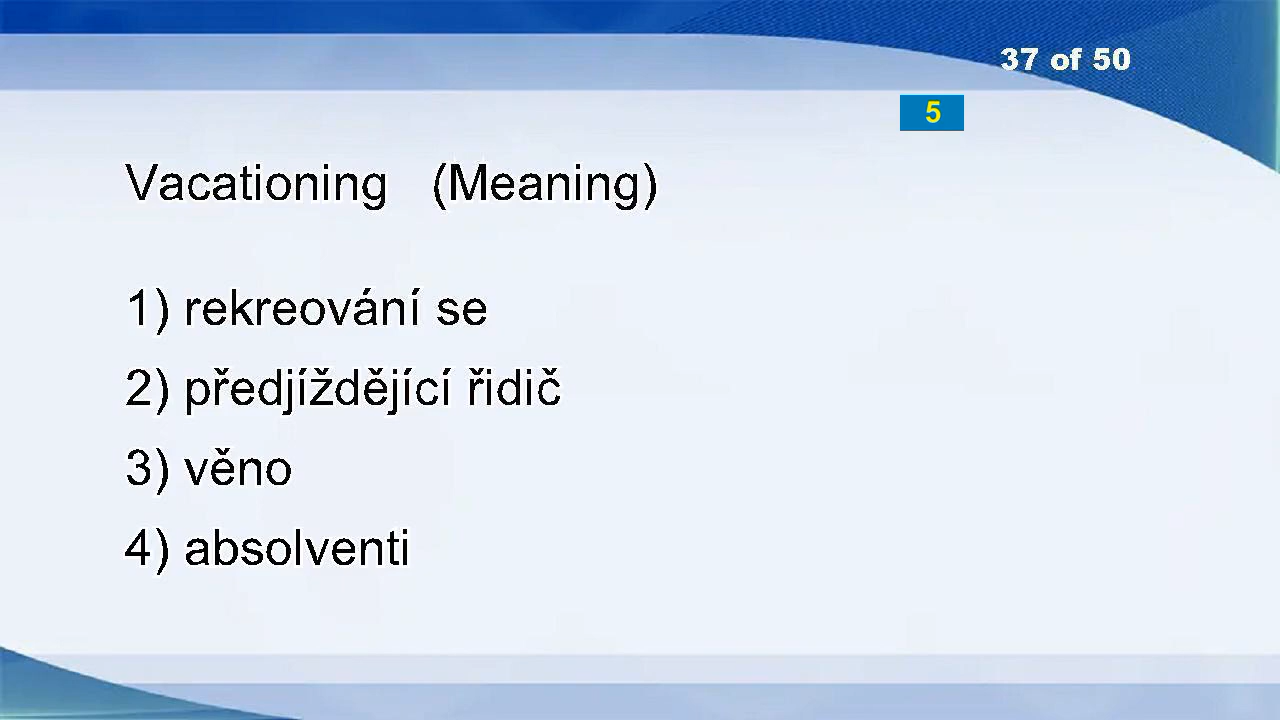 37 of 50
5
Vacationing (Meaning)
1) rekreování se
2) předjíždějící řidič
3) věno
4) absolventi